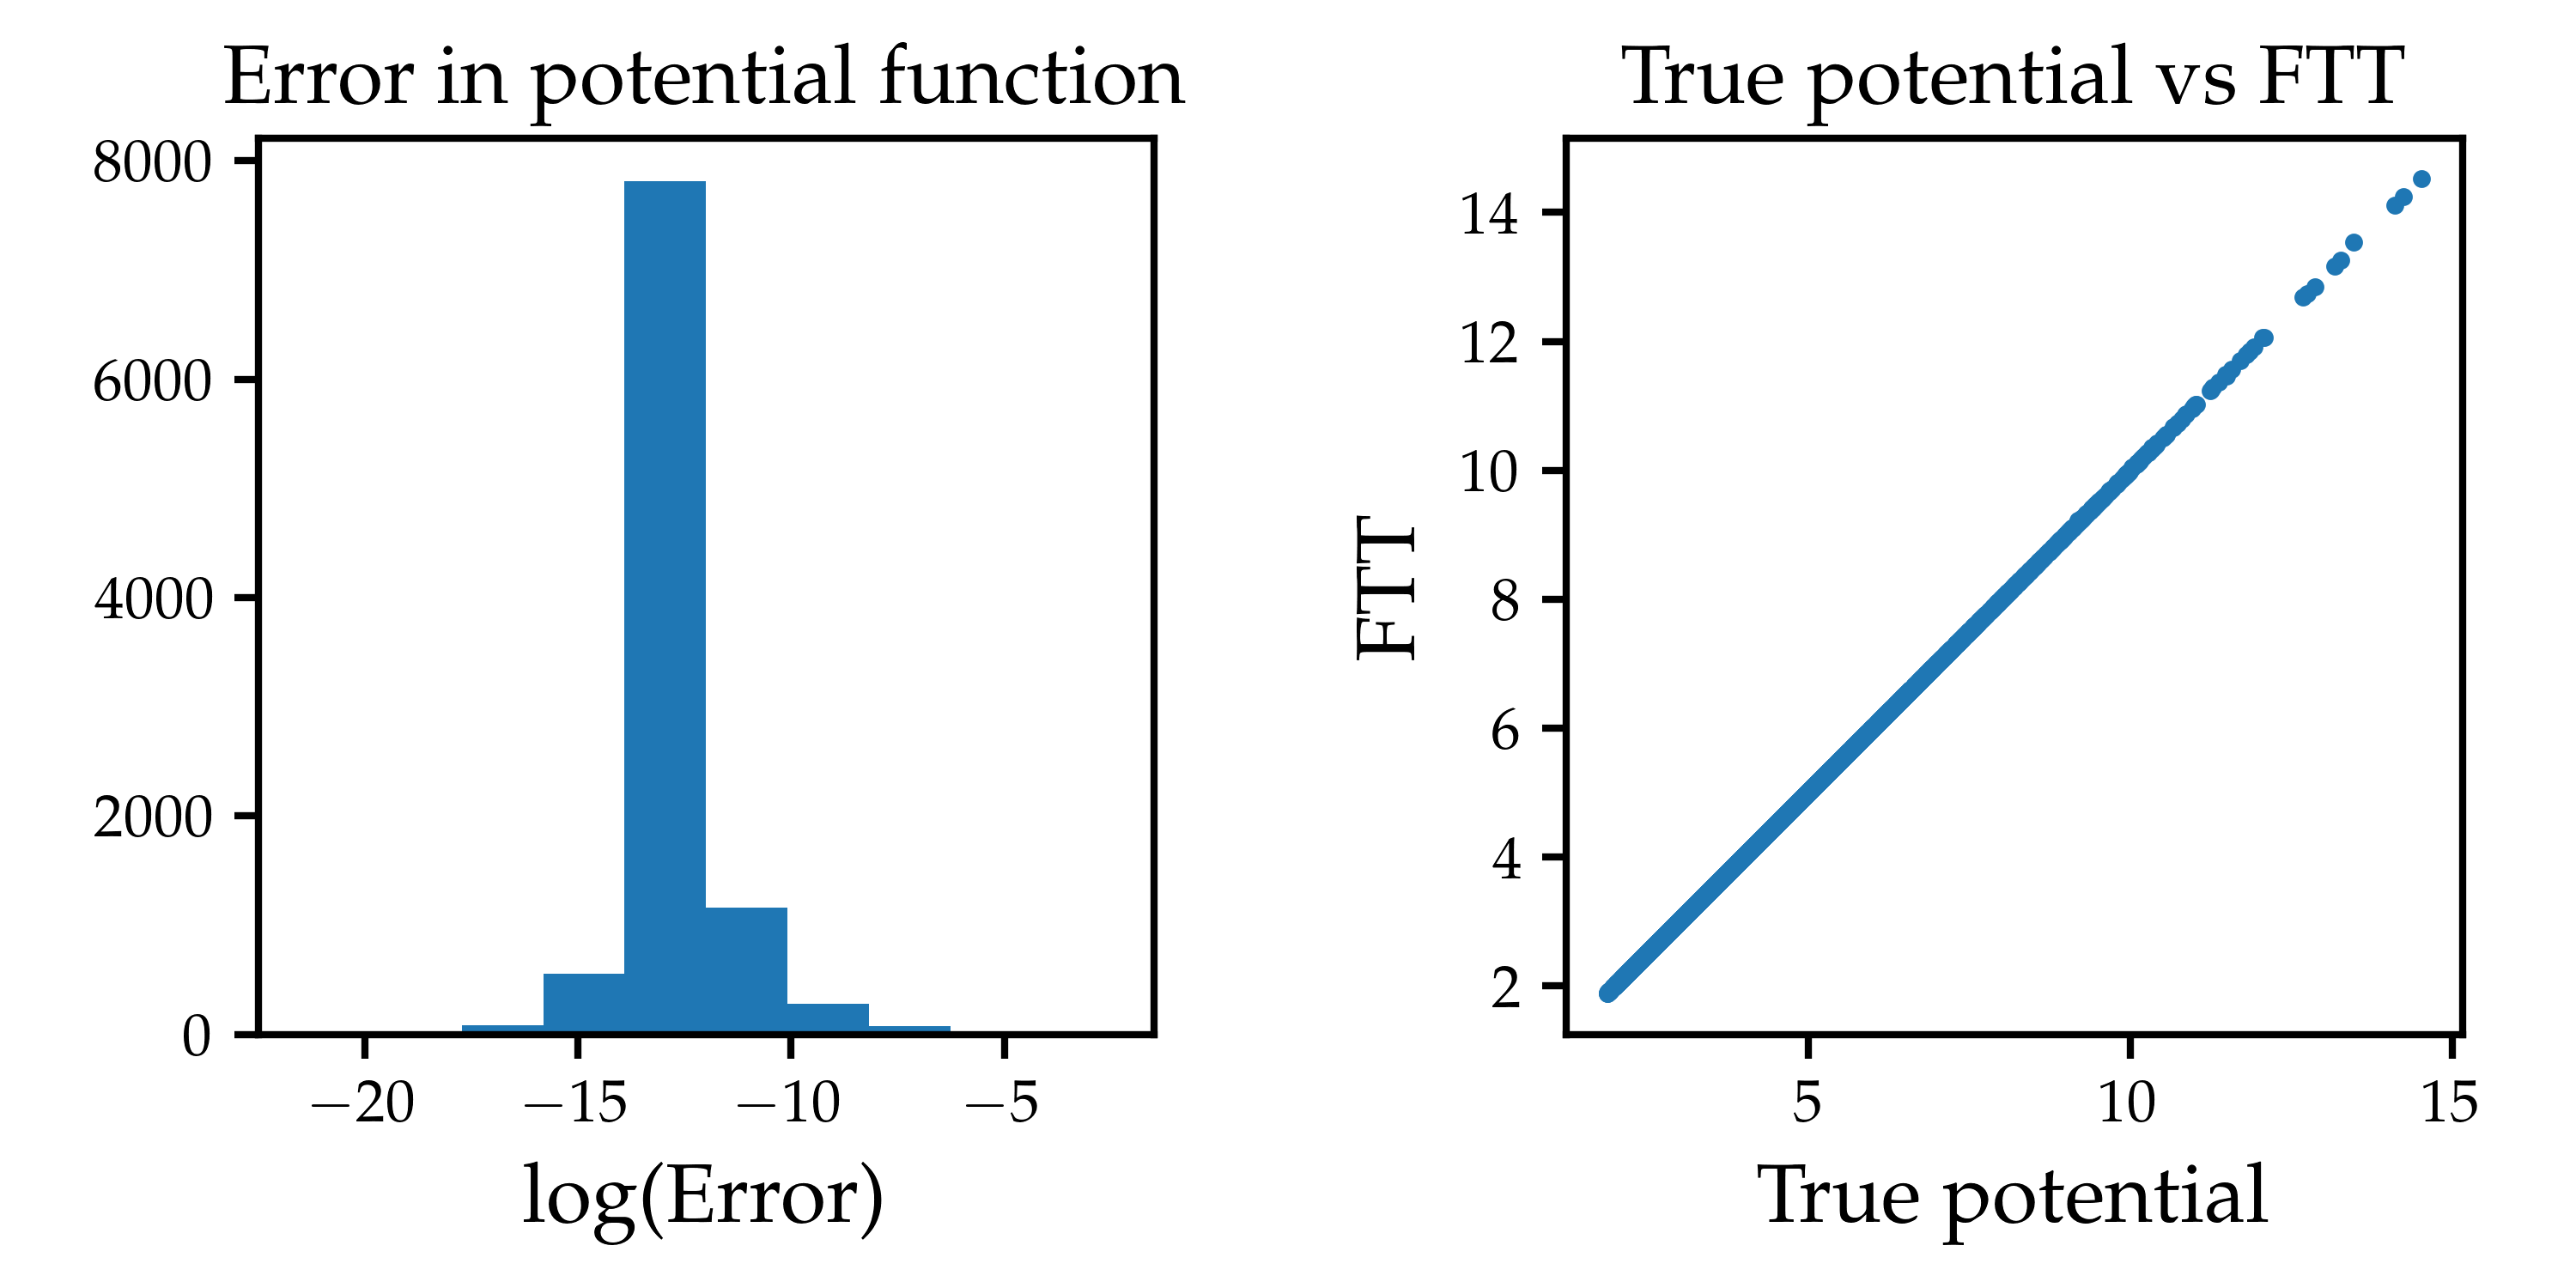 Error in potential function
8000
6000
4000
2000
0
−20 −15 −10 −5
log(Error)
True potential vs FTT
14
12
10
8
6
4
2
FTT
5 10 15
True potential